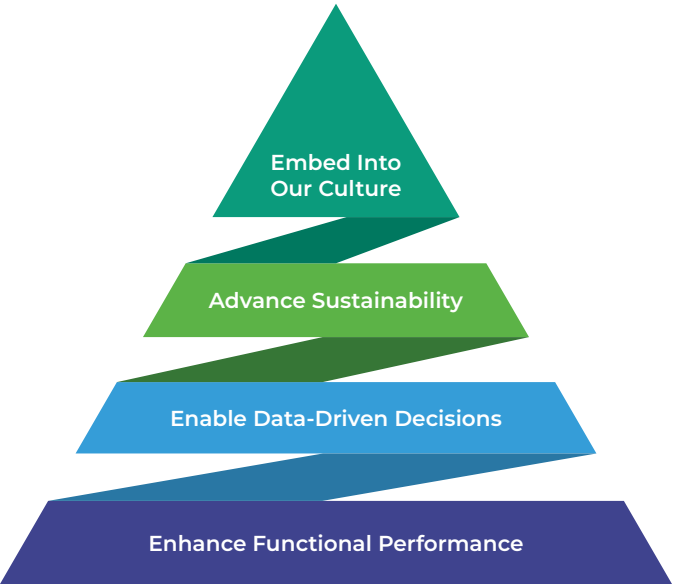 Embed Into
Our Culture
Advance Sustainability
Enable Data-Driven Decisions
Enhance Functional Performance